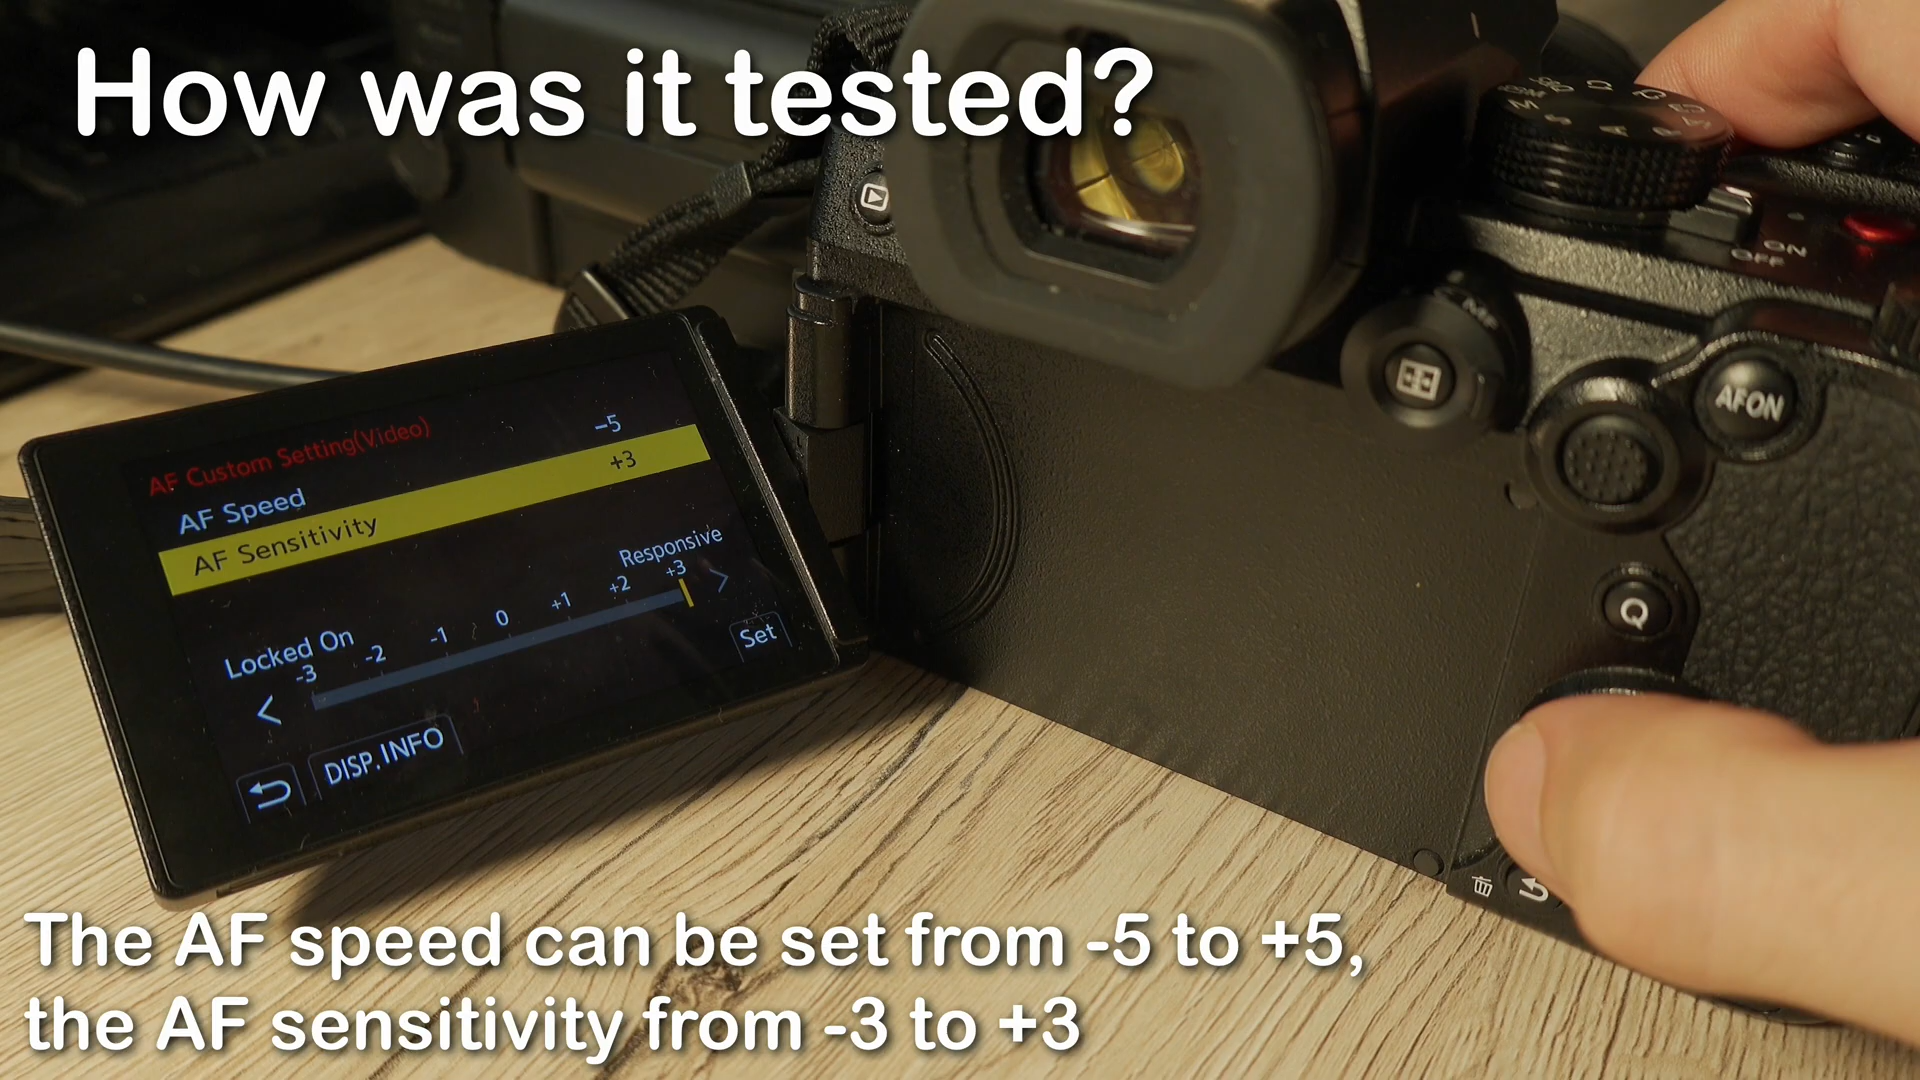 How was it tested?
AF Custom Setting(Video)
AF Speed -5
AF Sensitivity +3
Responsive
Locked On
-3 -2 -1 0 +1 +2 +3
Set
DISP.INFO
ON
OFF
AF ON
Q
M
S
A
P
The AF speed can be set from -5 to +5,
the AF sensitivity from -3 to +3